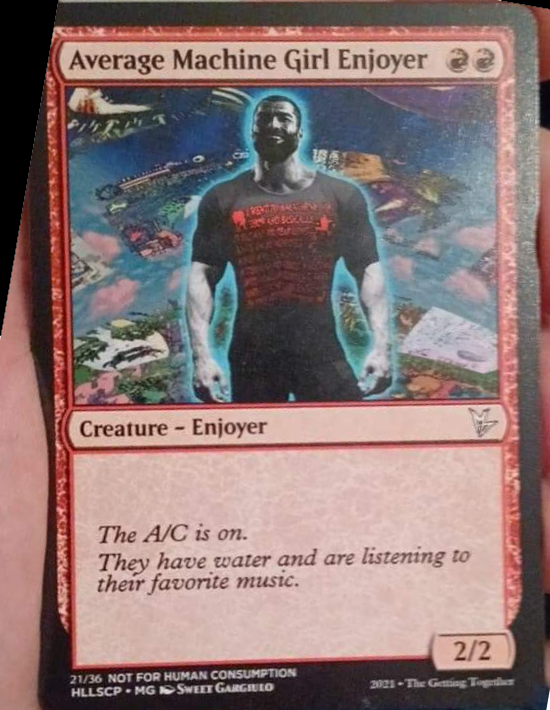 Average Machine Girl Enjoyer
Creature - Enjoyer
The A/C is on.
They have water and are listening to
their favorite music.
2/2
21/36 NOT FOR HUMAN CONSUMPTION
HLLSCP • MG SWEET GARGIULO
2021 • The Getting Together